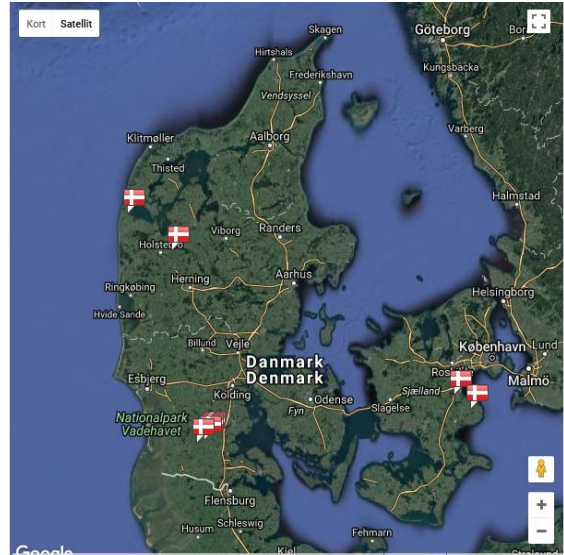 Kort Satellit
Skagen
Göteborg
Hirtshals
Kungsbacka
Frederikshavn
Vendsyssel
Varberg
Klitmøller
Aalborg
Thisted
Halmstad
Viborg
Randers
Holstebro
Herning
Aarhus
Ringkøbing
Helsingborg
Hvide Sande
København
Lund
Billund
Vejle
Danmark
Denmark
Malmö
Esbjerg
Kolding
Odense
Sjælland
Fyn
Slagelse
Nationalpark
Vadehavet
Flensburg
Husum
Schleswig
Fehmarn
Kiel
Google
+
−